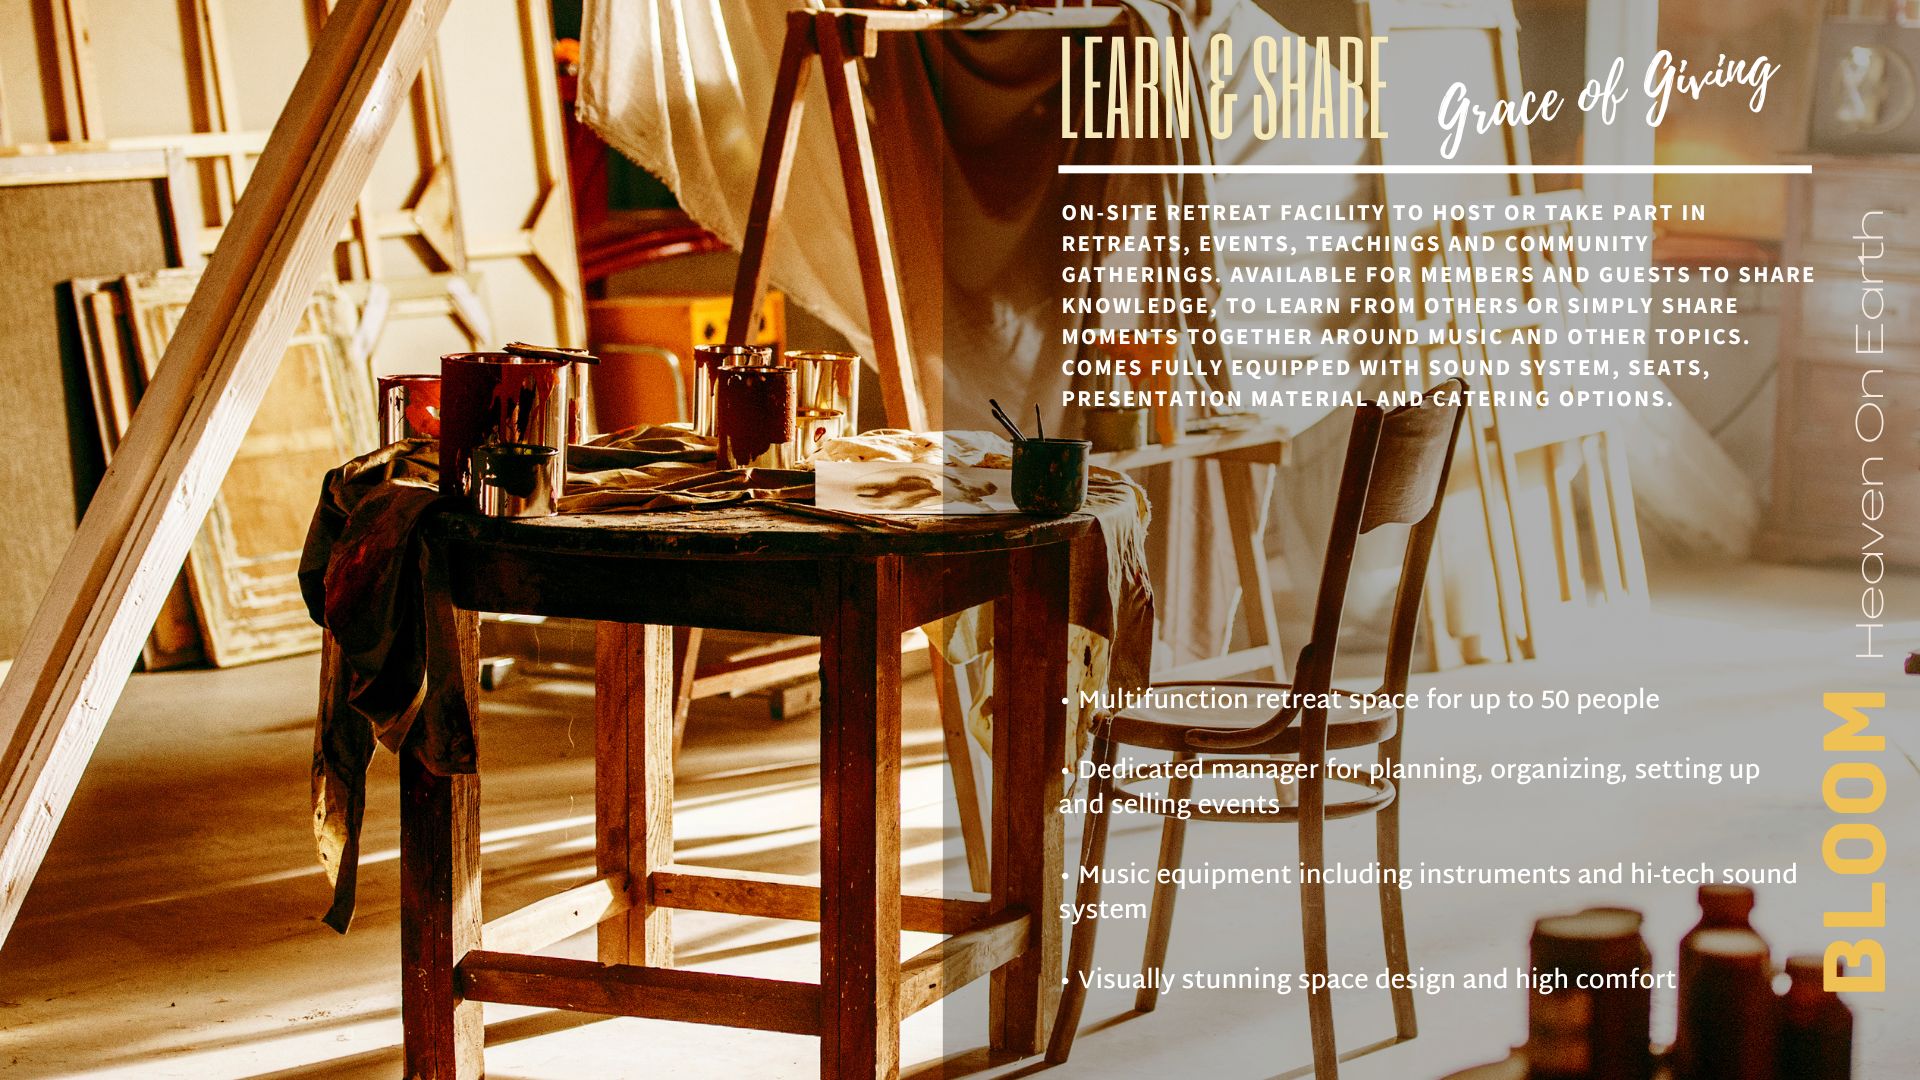 LEARN & SHARE
Grace of Giving
ON-SITE RETREAT FACILITY TO HOST OR TAKE PART IN
RETREATS, EVENTS, TEACHINGS AND COMMUNITY
GATHERINGS. AVAILABLE FOR MEMBERS AND GUESTS TO SHARE
KNOWLEDGE, TO LEARN FROM OTHERS OR SIMPLY SHARE
MOMENTS TOGETHER AROUND MUSIC AND OTHER TOPICS.
COMES FULLY EQUIPPED WITH SOUND SYSTEM, SEATS,
PRESENTATION MATERIAL AND CATERING OPTIONS.
• Multifunction retreat space for up to 50 people
• Dedicated manager for planning, organizing, setting up
and selling events
• Music equipment including instruments and hi-tech sound
system
• Visually stunning space design and high comfort
BLOOM Heaven On Earth